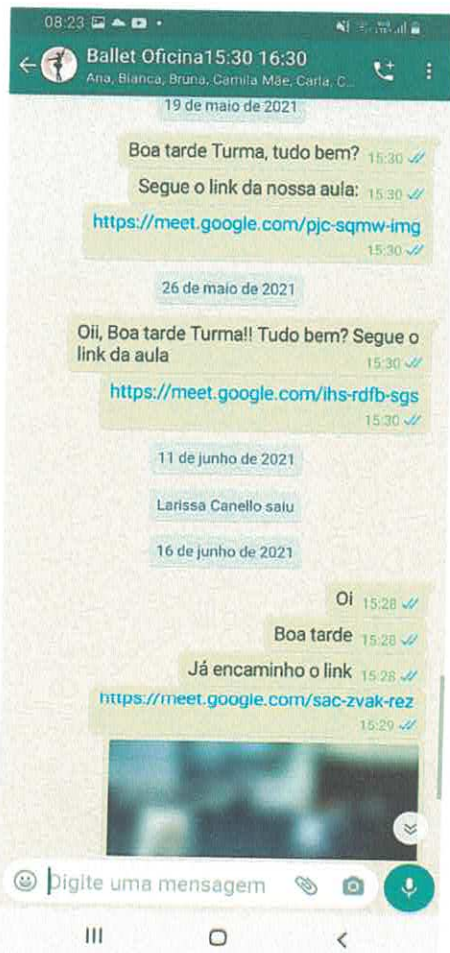 08:23
Ballet Oficina15:30 16:30
Ana, Bianca, Bruna, Camila Mãe, Carla, C...
19 de maio de 2021
Boa tarde Turma, tudo bem? 15:30
Segue o link da nossa aula: 15:30
https://meet.google.com/pjc-sqmw-img
15:30
26 de maio de 2021
Oii, Boa tarde Turma!! Tudo bem? Segue o
link da aula 15:30
https://meet.google.com/ihs-rdfb-sgs
15:30
11 de junho de 2021
Larissa Canello saiu
16 de junho de 2021
Oi 15:28
Boa tarde 15:28
Já encaminho o link 15:28
https://meet.google.com/sac-zvak-rez
15:29
Digite uma mensagem